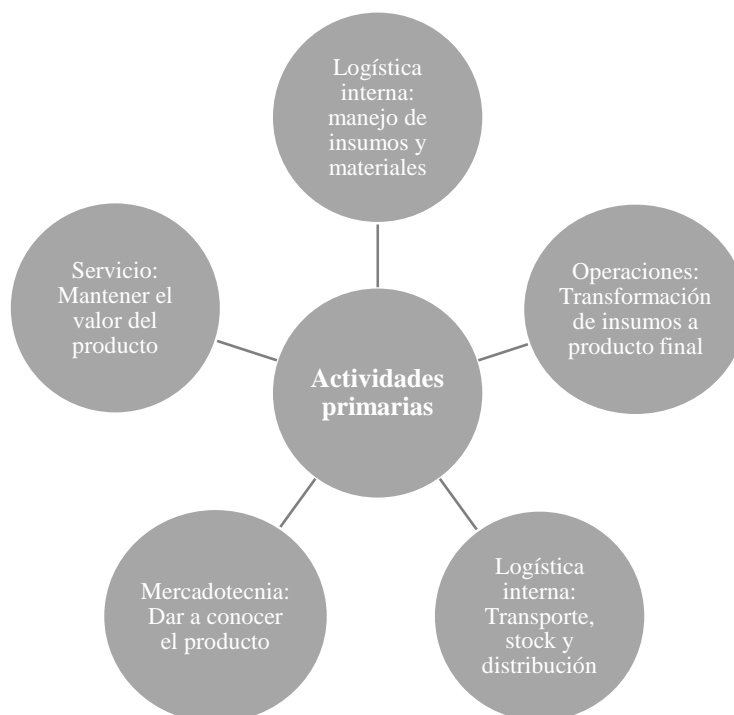 Logística
interna:
manejo de
insumos y
materiales
Operaciones:
Transformación
de insumos a
producto final
Logística
interna:
Transporte,
stock y
distribución
Mercadotecnia:
Dar a conocer
el producto
Servicio:
Mantener el
valor del
producto
Actividades
primarias